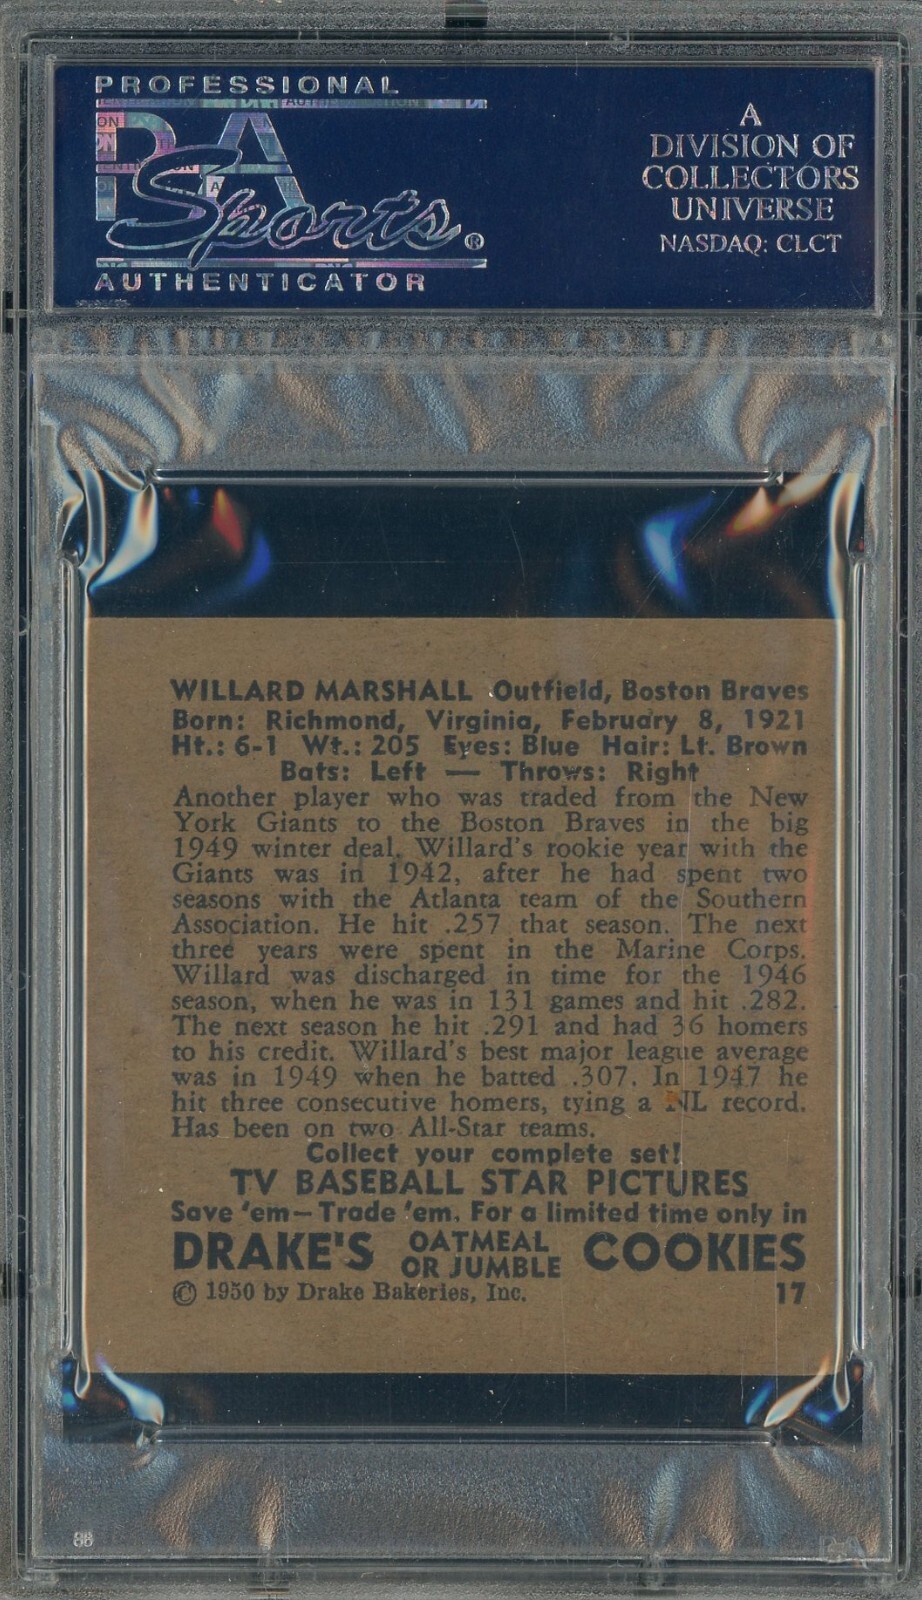 PROFESSIONAL
PSA
Sports®
AUTHENTICATOR
A
DIVISION OF
COLLECTORS
UNIVERSE
NASDAQ: CLCT
WILLARD MARSHALL Outfield, Boston Braves
Born: Richmond, Virginia, February 8, 1921
Ht.: 6-1 Wt.: 205 Eyes: Blue Hair: Lt. Brown
Bats: Left — Throws: Right
Another player who was traded from the New
York Giants to the Boston Braves in the big
1949 winter deal. Willard's rookie year with the
Giants was in 1942, after he had spent two
seasons with the Atlanta team of the Southern
Association. He hit .257 that season. The next
three years were spent in the Marine Corps.
Willard was discharged in time for the 1946
season, when he was in 131 games and hit .282.
The next season he hit .291 and had 36 homers
to his credit. Willard's best major league average
was in 1949 when he batted .307. In 1947 he
hit three consecutive homers, tying a NL record.
Has been on two All-Star teams.
Collect your complete set!
TV BASEBALL STAR PICTURES
Save 'em—Trade 'em. For a limited time only in
DRAKE'S OATMEAL OR JUMBLE COOKIES
© 1950 by Drake Bakeries, Inc. 17